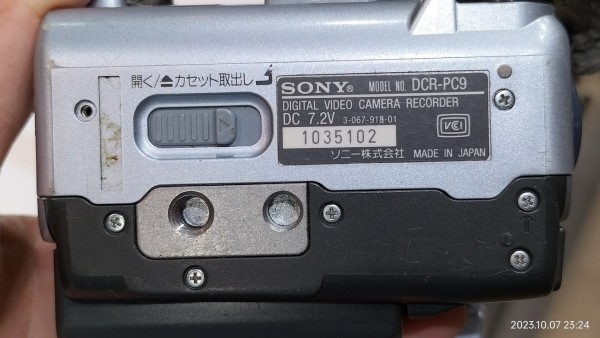 開く/⏏カセット取出し
SONY® MODEL NO. DCR-PC9
DIGITAL VIDEO CAMERA RECORDER
DC 7.2V 3-067-918-01
1035102
VCI
ソニー株式会社 MADE IN JAPAN
2023.10.07 23:24